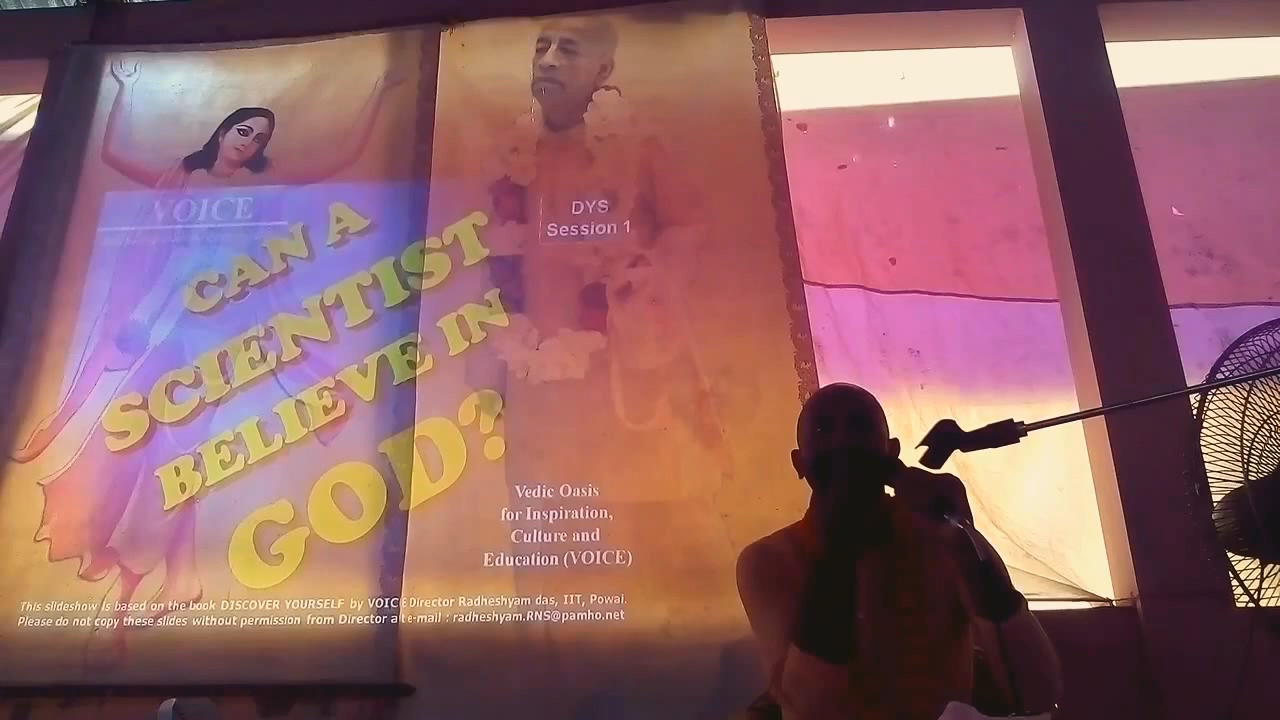 VOICE
CAN A
SCIENTIST
BELIEVE IN
GOD?
DYS
Session 1
Vedic Oasis
for Inspiration,
Culture and
Education (VOICE)
This slideshow is based on the book DISCOVER YOURSELF by VOICE Director Radheshyam das, IIT, Powai.
Please do not copy these slides without permission from Director at e-mail : radheshyam.RNS@pamho.net